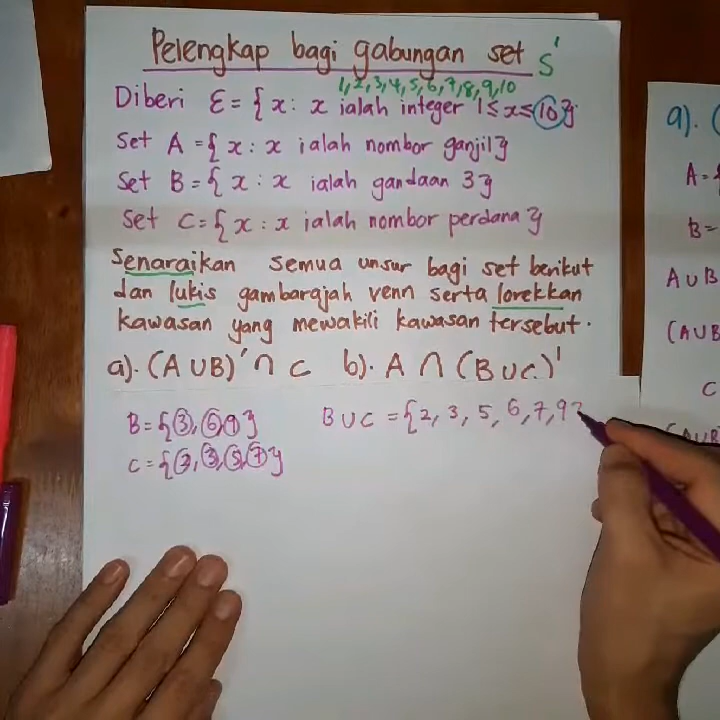 Pelengkap bagi gabungan set S'
1,2,3,4,5,6,7,8,9,10
Diberi ε = { x : x ialah integer 1 ≤ x ≤ 10 }
Set A = { x : x ialah nombor ganjil }
Set B = { x : x ialah gandaan 3 }
Set C = { x : x ialah nombor perdana }
Senaraikan semua unsur bagi set berikut
dan lukis gambarajah venn serta lorekkan
kawasan yang mewakili kawasan tersebut.
a). (A ∪ B)' ∩ C b). A ∩ (B ∪ C)'
B = {3, 6, 9} B ∪ C = {2, 3, 5, 6, 7, 9}
C = {2, 3, 5, 7}
a). (
A = {
B =
A ∪ B
(A ∪ B
C
(A ∪ B